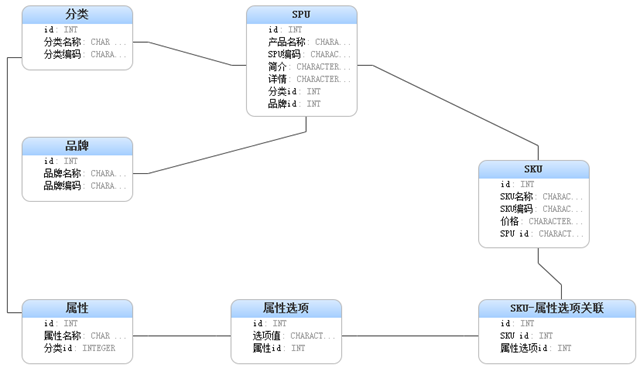 分类
id: INT
分类名称: CHAR ...
分类编码: CHARA...
SPU
id: INT
产品名称: CHARA...
SPU编码: CHARAC...
简介: CHARACTER...
详情: CHARACTER...
分类id: INT
品牌id: INT
品牌
id: INT
品牌名称: CHARA...
品牌编码: CHARA...
SKU
id: INT
SKU名称: CHARAC...
SKU编码: CHARAC...
价格: CHARACTER...
SPU id: CHARACT...
属性
id: INT
属性名称: CHAR ...
分类id: INTEGER
属性选项
id: INT
选项值: CHARACT...
属性id: INT
SKU-属性选项关联
id: INT
SKU id: INT
属性选项id: INT